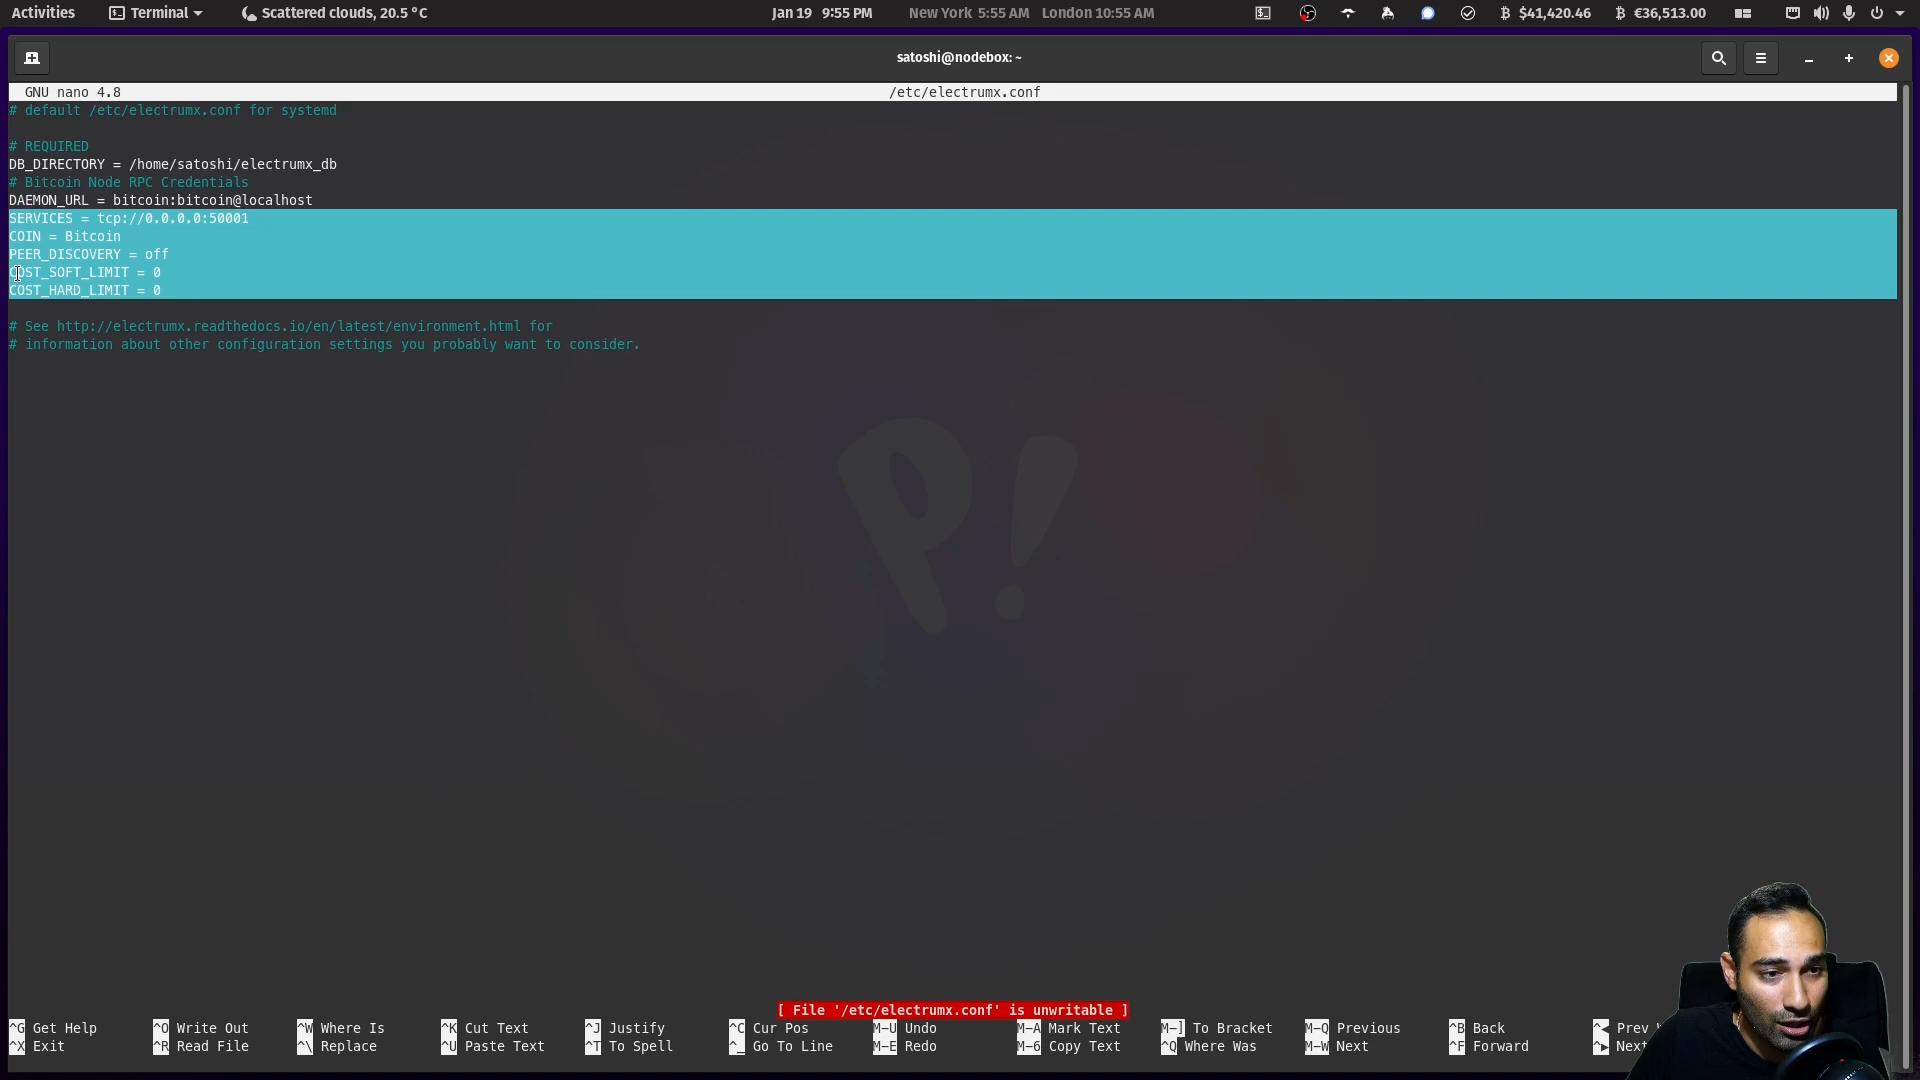 Activities Terminal Scattered clouds, 20.5 °C Jan 19 9:55 PM New York 5:55 AM London 10:55 AM $41,420.46 €36,513.00
satoshi@nodebox: ~
GNU nano 4.8 /etc/electrumx.conf
# default /etc/electrumx.conf for systemd
# REQUIRED
DB_DIRECTORY = /home/satoshi/electrumx_db
# Bitcoin Node RPC Credentials
DAEMON_URL = bitcoin:bitcoin@localhost
SERVICES = tcp://0.0.0.0:50001
COIN = Bitcoin
PEER_DISCOVERY = off
COST_SOFT_LIMIT = 0
COST_HARD_LIMIT = 0
# See http://electrumx.readthedocs.io/en/latest/environment.html for
# information about other configuration settings you probably want to consider.
P!
[ File '/etc/electrumx.conf' is unwritable ]
^G Get Help ^O Write Out ^W Where Is ^K Cut Text ^J Justify ^C Cur Pos M-U Undo M-A Mark Text M-] To Bracket M-Q Previous ^B Back ^◀ Prev
^X Exit ^R Read File ^\ Replace ^U Paste Text ^T To Spell ^_ Go To Line M-E Redo M-6 Copy Text ^Q Where Was M-W Next ^F Forward ^▶ Next